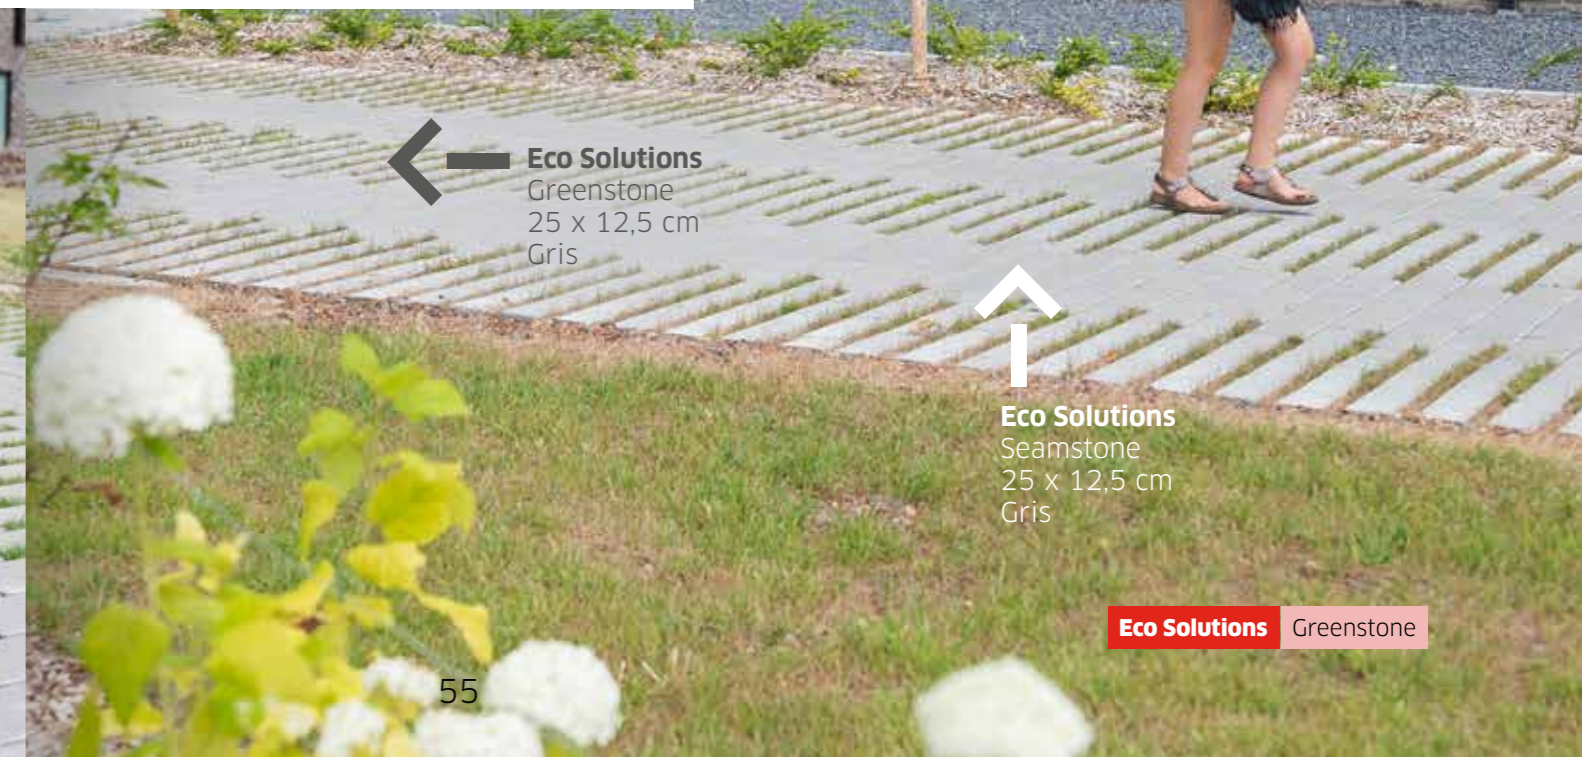 Eco Solutions
Greenstone
25 x 12,5 cm
Gris
Eco Solutions
Seamstone
25 x 12,5 cm
Gris
Eco Solutions Greenstone
55